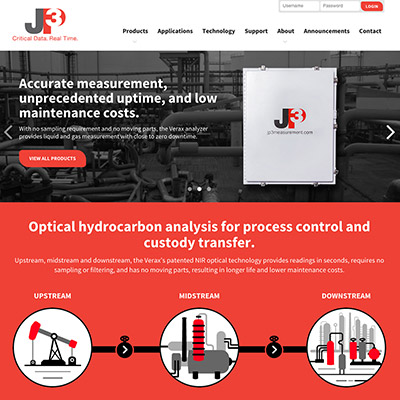 Username
Password
LOGIN
JP3
Critical Data. Real Time.
Products
Applications
Technology
Support
About
Announcements
Contact
Accurate measurement,
unprecedented uptime, and low
maintenance costs.
With no sampling requirement and no moving parts, the Verax analyzer
provides liquid and gas measurement with close to zero downtime.
VIEW ALL PRODUCTS
JP3
jp3measurement.com
Optical hydrocarbon analysis for process control and
custody transfer.
Upstream, midstream and downstream, the Verax's patented NIR optical technology provides readings in seconds, requires no
sampling or filtering, and has no moving parts, resulting in longer life and lower maintenance costs.
UPSTREAM
MIDSTREAM
DOWNSTREAM